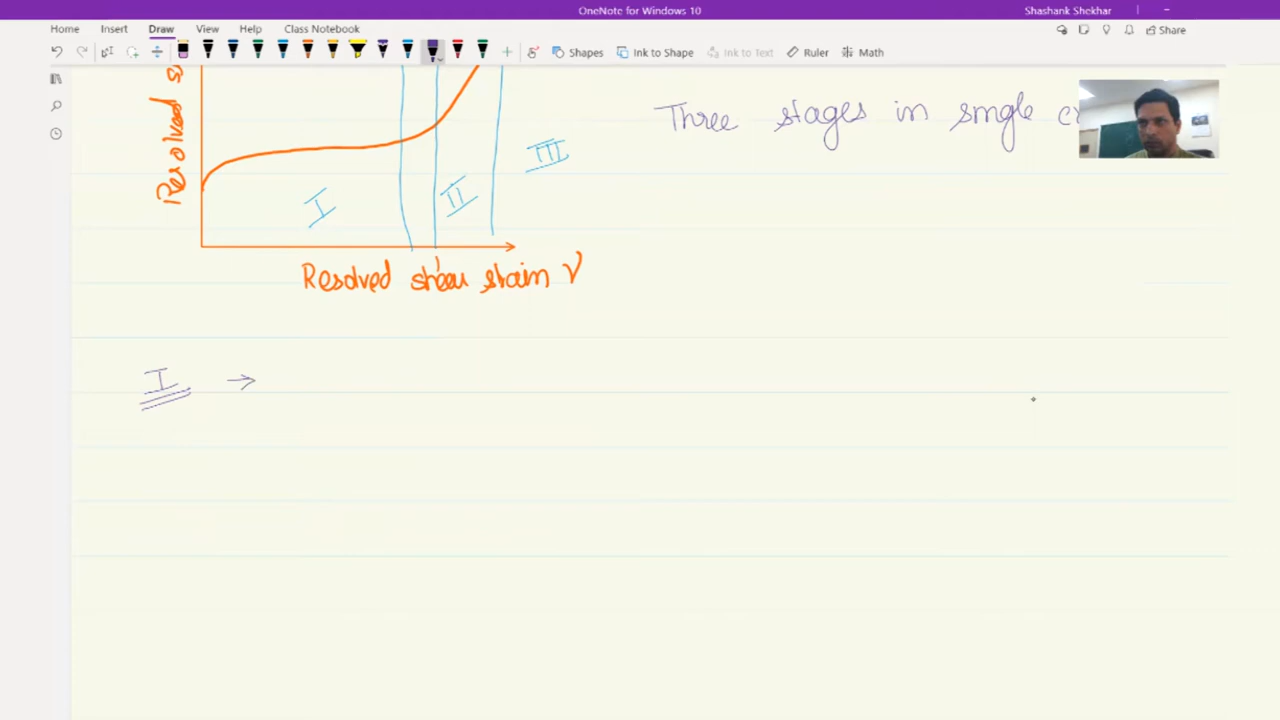 OneNote for Windows 10
Shashank Shekhar
Home Insert Draw View Help Class Notebook
Share
Shapes Ink to Shape Ink to Text Ruler Math
Resolved
Three stages in single
I II III
Resolved shear stain γ
I →